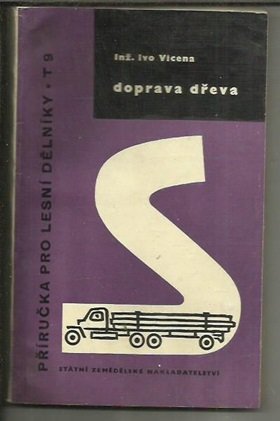 Inž. Ivo Vicena
doprava dřeva
PŘÍRUČKA PRO LESNÍ DĚLNÍKY • T 9
S
STÁTNÍ ZEMĚDĚLSKÉ NAKLADATELSTVÍ